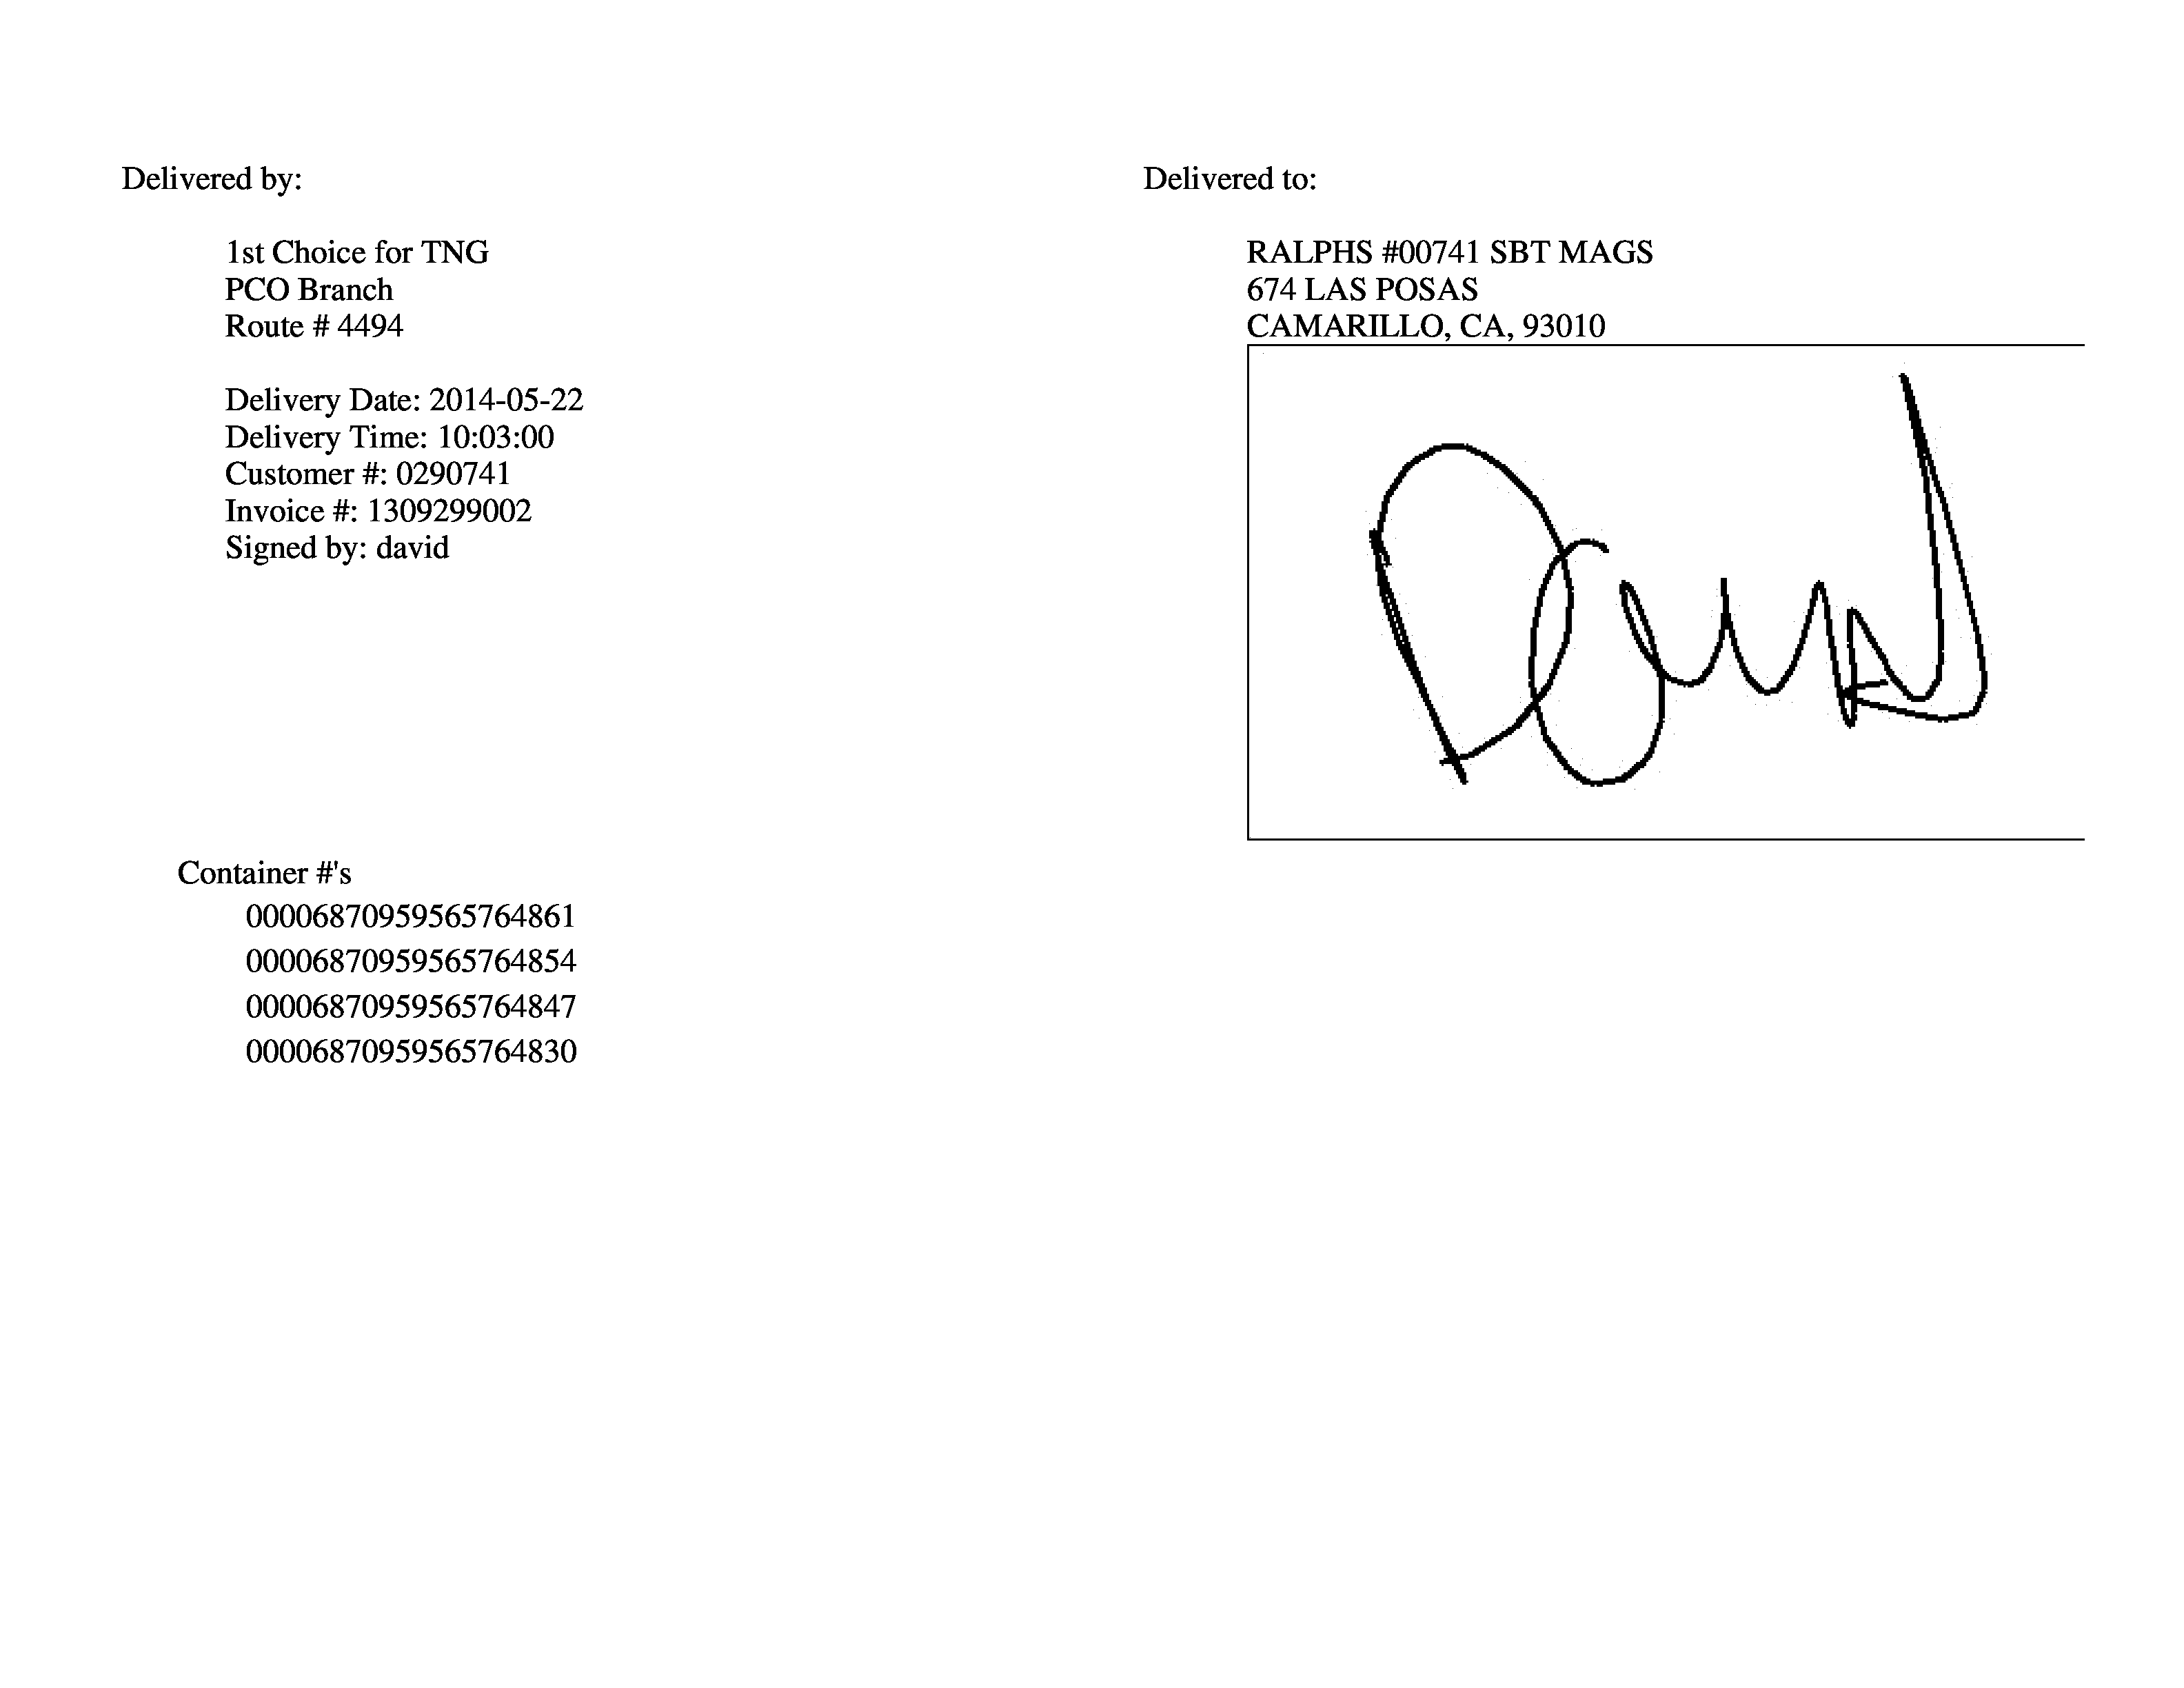 Delivered by:
1st Choice for TNG
PCO Branch
Route # 4494
Delivery Date: 2014-05-22
Delivery Time: 10:03:00
Customer #: 0290741
Invoice #: 1309299002
Signed by: david
Delivered to:
RALPHS #00741 SBT MAGS
674 LAS POSAS
CAMARILLO, CA, 93010
David
Container #'s
00006870959565764861
00006870959565764854
00006870959565764847
00006870959565764830